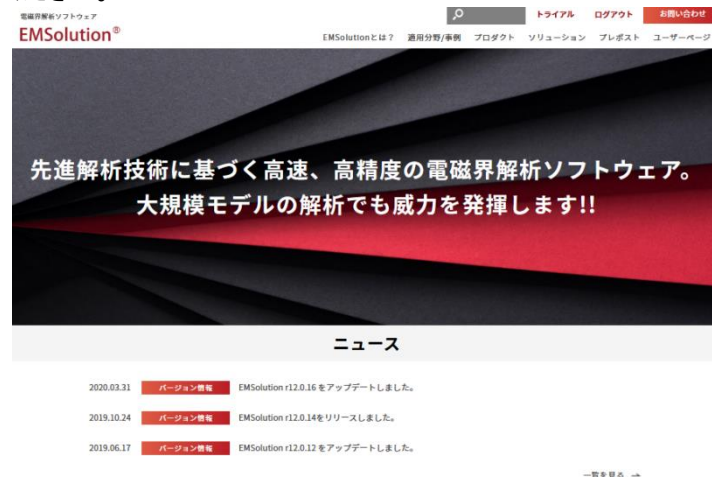 電磁界解析ソフトウェア
EMSolution®
トライアル
ログアウト
お問い合わせ
EMSolutionとは？ 適用分野/事例 プロダクト ソリューション プレポスト ユーザーページ
先進解析技術に基づく高速、高精度の電磁界解析ソフトウェア。
大規模モデルの解析でも威力を発揮します!!
ニュース
2020.03.31 バージョン情報 EMSolution r12.0.16 をアップデートしました。
2019.10.24 バージョン情報 EMSolution r12.0.14をリリースしました。
2019.06.17 バージョン情報 EMSolution r12.0.12 をアップデートしました。
一覧を見る →